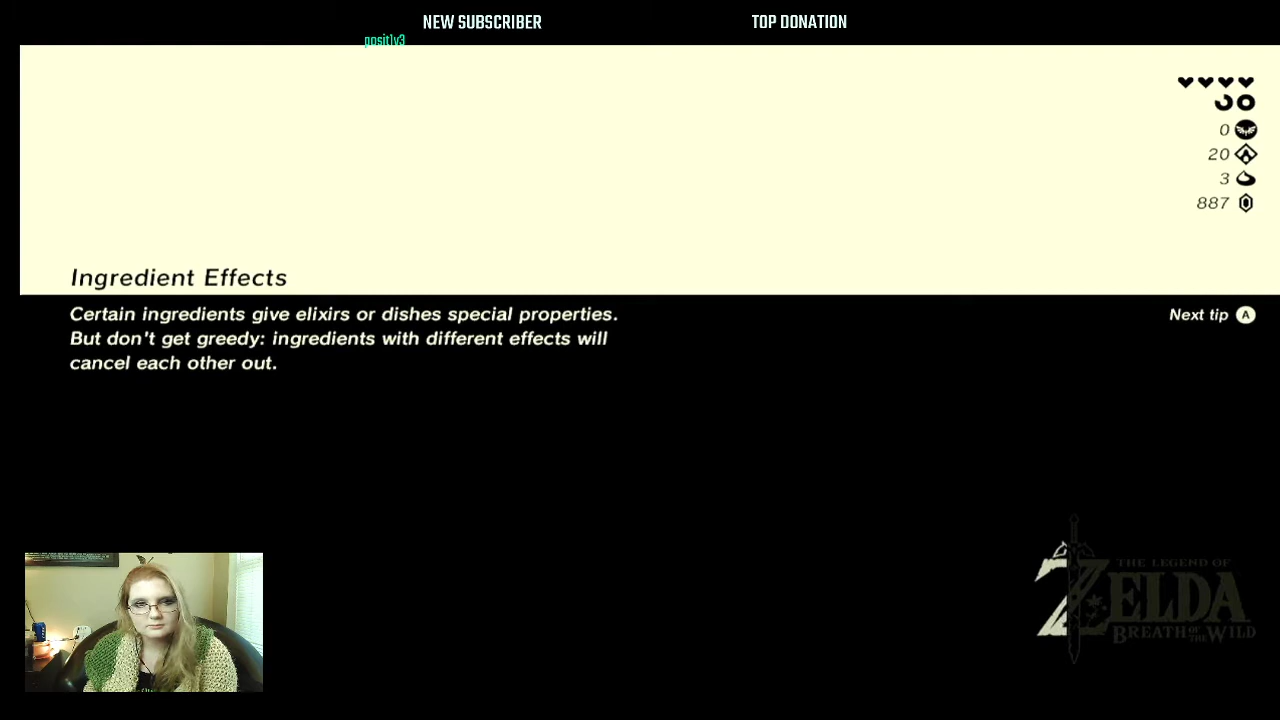 NEW SUBSCRIBER
TOP DONATION
posit1v3
0
20
3
887
Ingredient Effects
Certain ingredients give elixirs or dishes special properties.
But don't get greedy: ingredients with different effects will
cancel each other out.
Next tip A
THE LEGEND OF
ZELDA
BREATH OF THE WILD